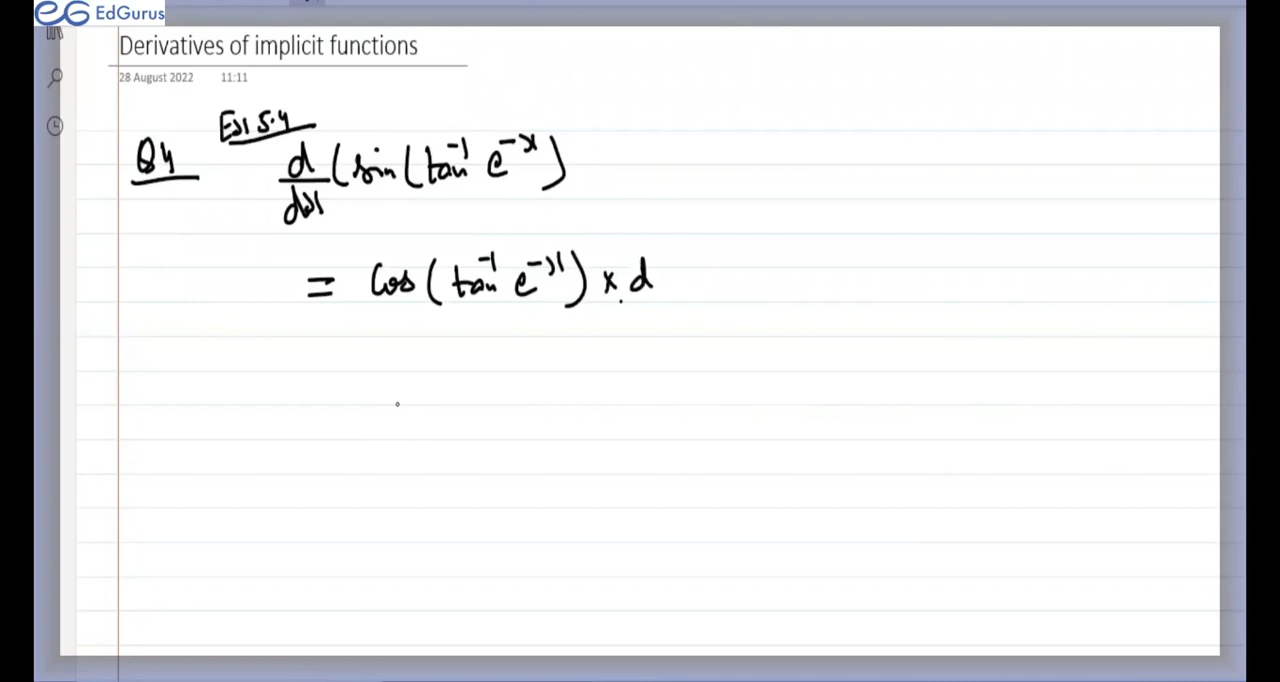 EdGurus
Derivatives of implicit functions
28 August 2022 11:11
Ex 5.4
Q4 d/dx (sin(tan⁻¹ e⁻ˣ)
= Cos(tan⁻¹ e⁻ˣ) × d